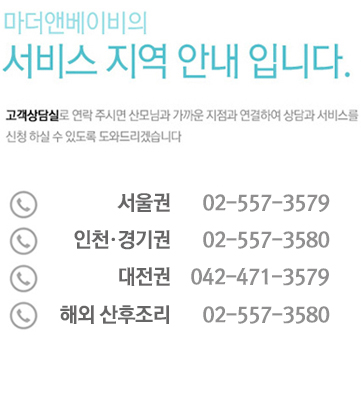 마더앤베이비의
서비스 지역 안내 입니다.
고객상담실로 연락 주시면 산모님과 가까운 지점과 연결하여 상담과 서비스를
신청 하실 수 있도록 도와드리겠습니다
서울권 02-557-3579
인천·경기권 02-557-3580
대전권 042-471-3579
해외 산후조리 02-557-3580